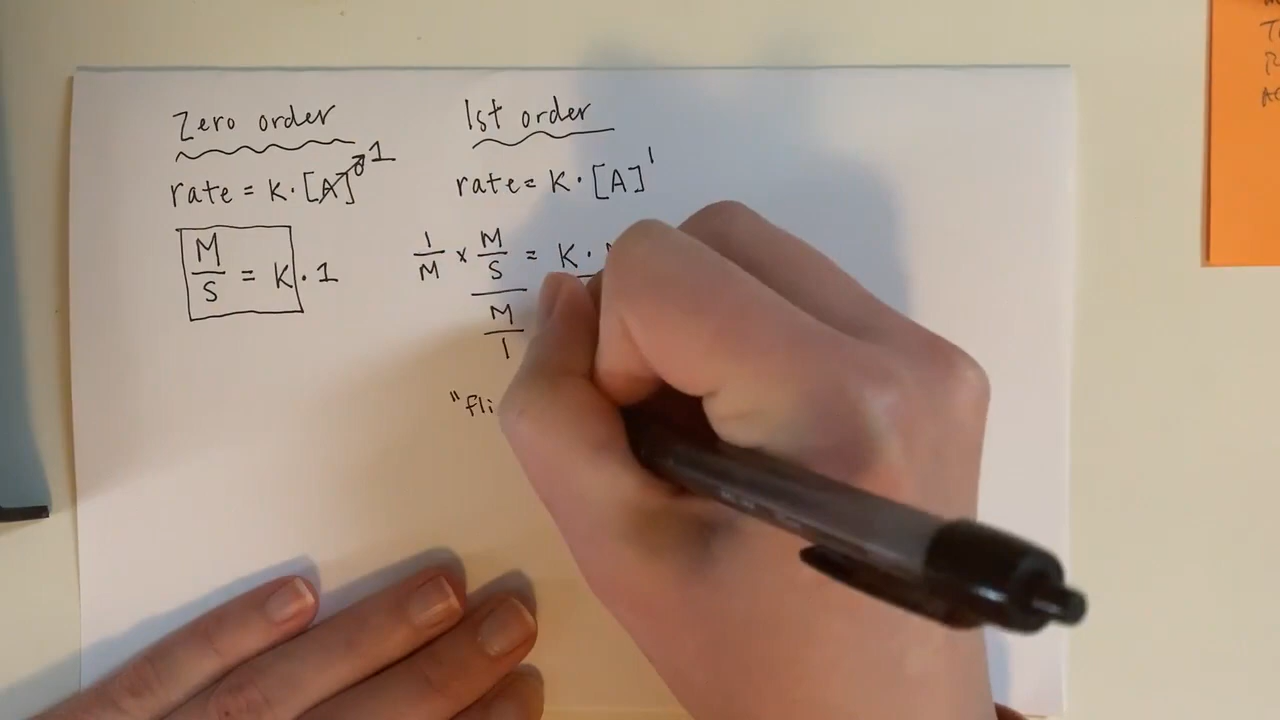 Zero order
rate = K · [A]⁰ 1
M/S = K · 1
1st order
rate = K · [A]¹
1/M × M/S = K ·
M/1
"fli